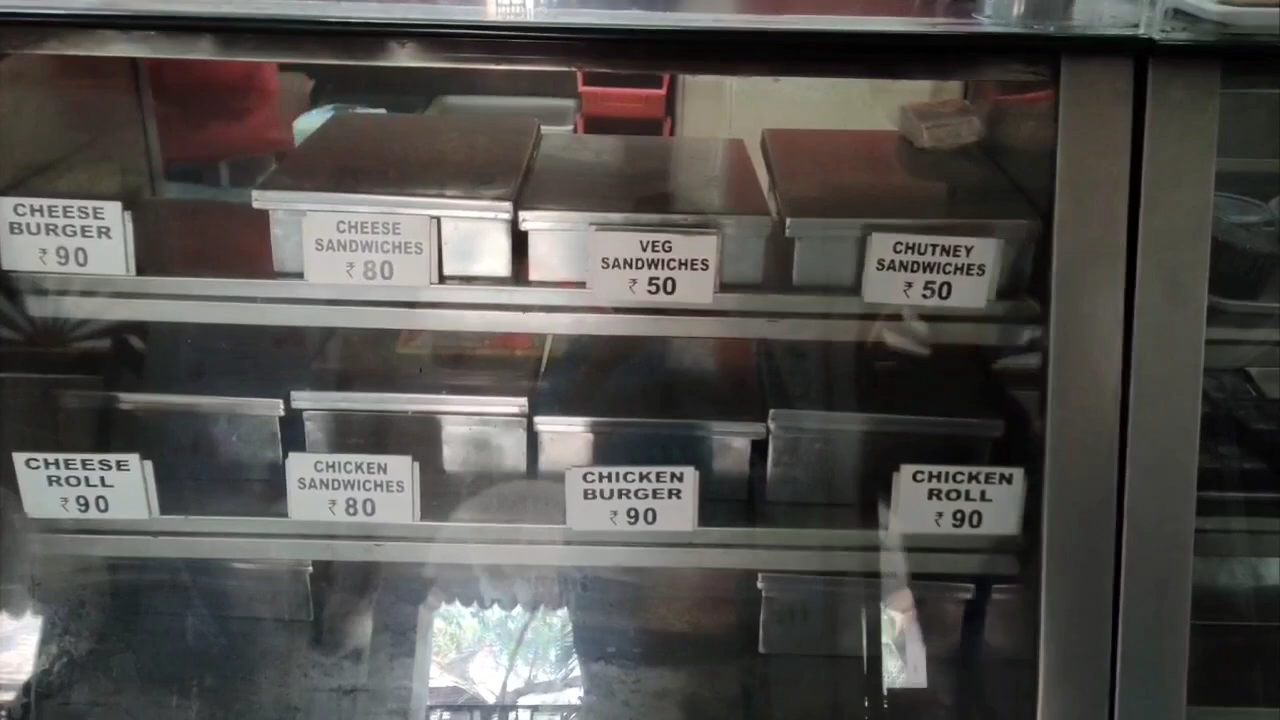 CHEESE
BURGER
₹ 90
CHEESE
SANDWICHES
₹ 80
VEG
SANDWICHES
₹ 50
CHUTNEY
SANDWICHES
₹ 50
CHEESE
ROLL
₹ 90
CHICKEN
SANDWICHES
₹ 80
CHICKEN
BURGER
₹ 90
CHICKEN
ROLL
₹ 90